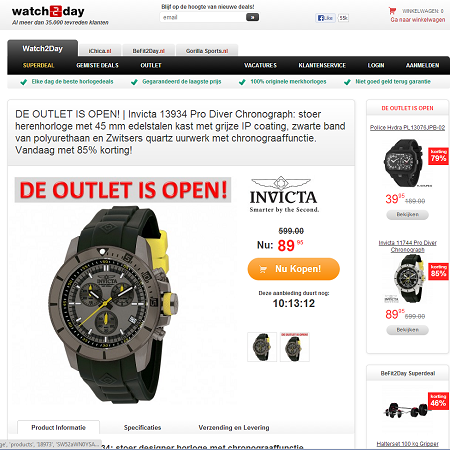 watch2day
Al meer dan 35.000 tevreden klanten
Blijf op de hoogte van nieuwe deals!
email
Like
55k
WINKELWAGEN: 0
Ga naar winkelwagen
Watch2Day
iChica.nl
BeFit2Day.nl
Gorilla Sports.nl
SUPERDEAL
GEMISTE DEALS
OUTLET
VACATURES
KLANTENSERVICE
LOGIN
AANMELDEN
Elke dag de beste horlogedeals
Gegarandeerd de laagste prijs
100% originele merkhorloges
Niet goed geld terug garantie
DE OUTLET IS OPEN! | Invicta 13934 Pro Diver Chronograph: stoer
herenhorloge met 45 mm edelstalen kast met grijze IP coating, zwarte band
van polyurethaan en Zwitsers quartz uurwerk met chronograaffunctie.
Vandaag met 85% korting!
DE OUTLET IS OPEN!
INVICTA
Smarter by the Second.
599.00
Nu: 89 95
Nu Kopen!
Deze aanbieding duurt nog:
10:13:12
Product Informatie
Specificaties
Verzending en Levering
34: stoer designer horloge met chronograaffunctie
DE OUTLET IS OPEN
Police Hydra PL13075JPB-02
korting
79%
39 95 189.00
Bekijken
Invicta 11744 Pro Diver
Chronograph
korting
85%
89 95 599.00
Bekijken
BeFit2Day Superdeal
korting
46%
Halterset 100 kg Gripper